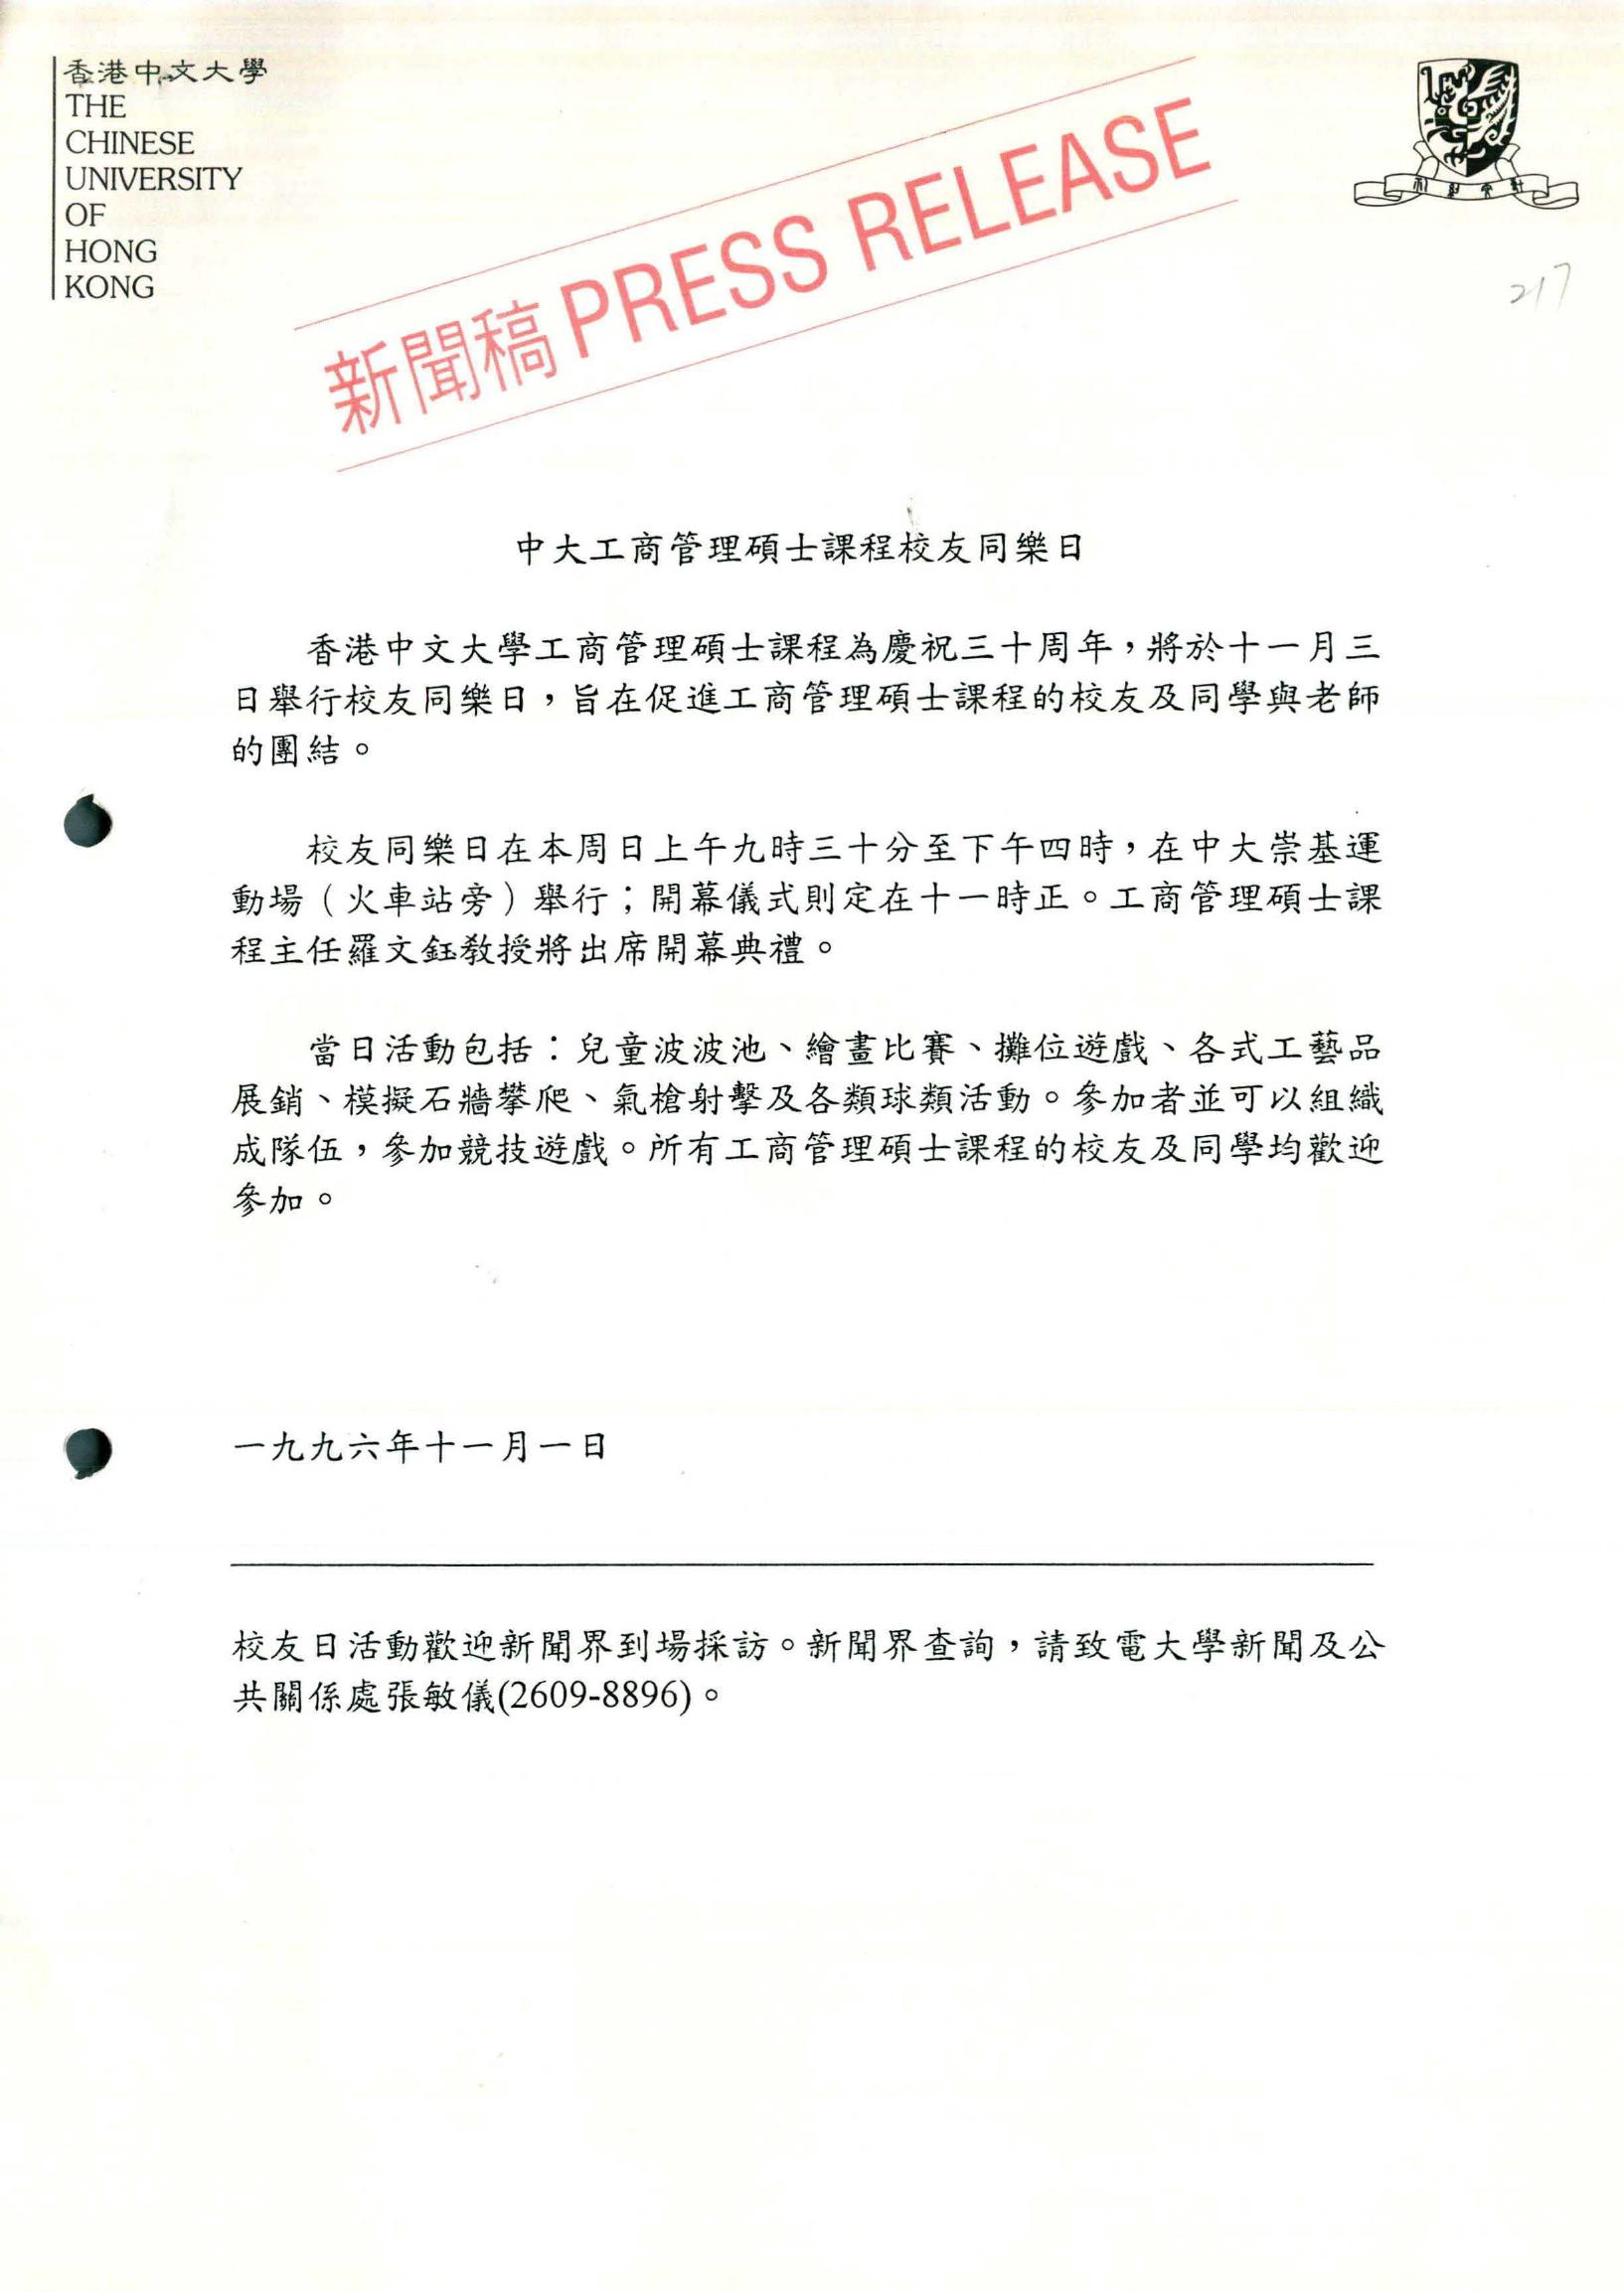 香港中文大學
THE
CHINESE
UNIVERSITY
OF
HONG
KONG
新聞稿 PRESS RELEASE
217
中大工商管理碩士課程校友同樂日
香港中文大學工商管理碩士課程為慶祝三十周年，將於十一月三
日舉行校友同樂日，旨在促進工商管理碩士課程的校友及同學與老師
的團結。
校友同樂日在本周日上午九時三十分至下午四時，在中大崇基運
動場（火車站旁）舉行；開幕儀式則定在十一時正。工商管理碩士課
程主任羅文鈺教授將出席開幕典禮。
當日活動包括：兒童波波池、繪畫比賽、攤位遊戲、各式工藝品
展銷、模擬石牆攀爬、氣槍射擊及各類球類活動。參加者並可以組織
成隊伍，參加競技遊戲。所有工商管理碩士課程的校友及同學均歡迎
參加。
一九九六年十一月一日
校友日活動歡迎新聞界到場採訪。新聞界查詢，請致電大學新聞及公
共關係處張敏儀(2609-8896)。